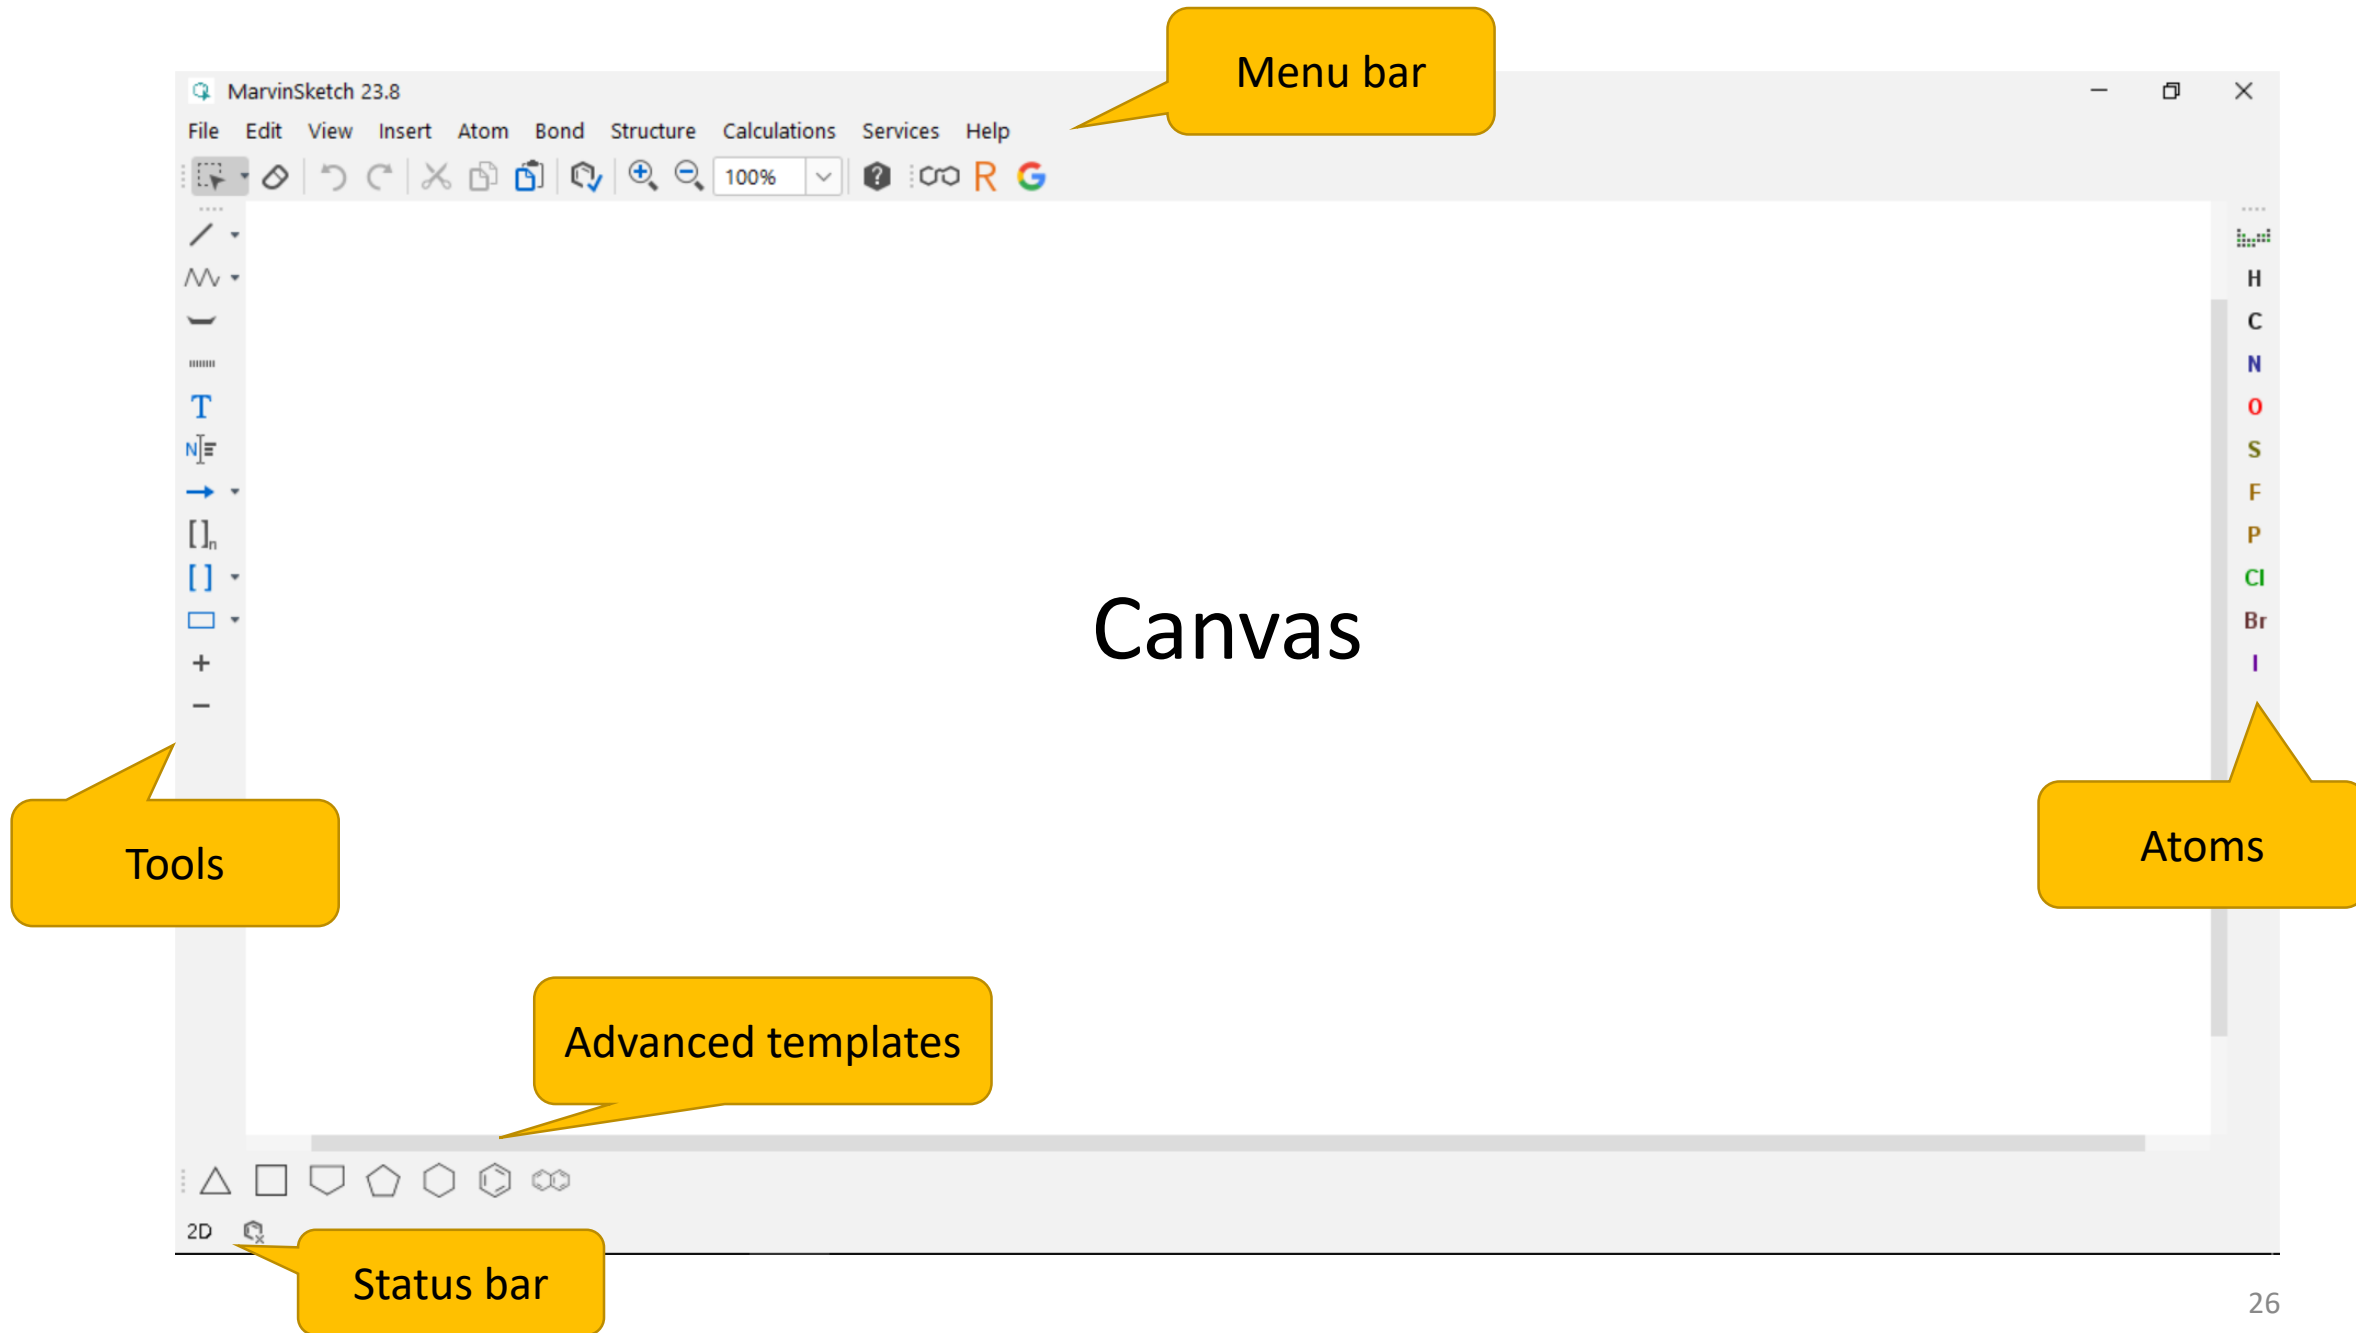 Menu bar
MarvinSketch 23.8
File Edit View Insert Atom Bond Structure Calculations Services Help
100% ? R G
H
C
T
N
N
O
S
F
[ ]n
P
[ ]
Cl
Canvas
Br
+
I
−
Tools
Atoms
Advanced templates
2D
Status bar
26